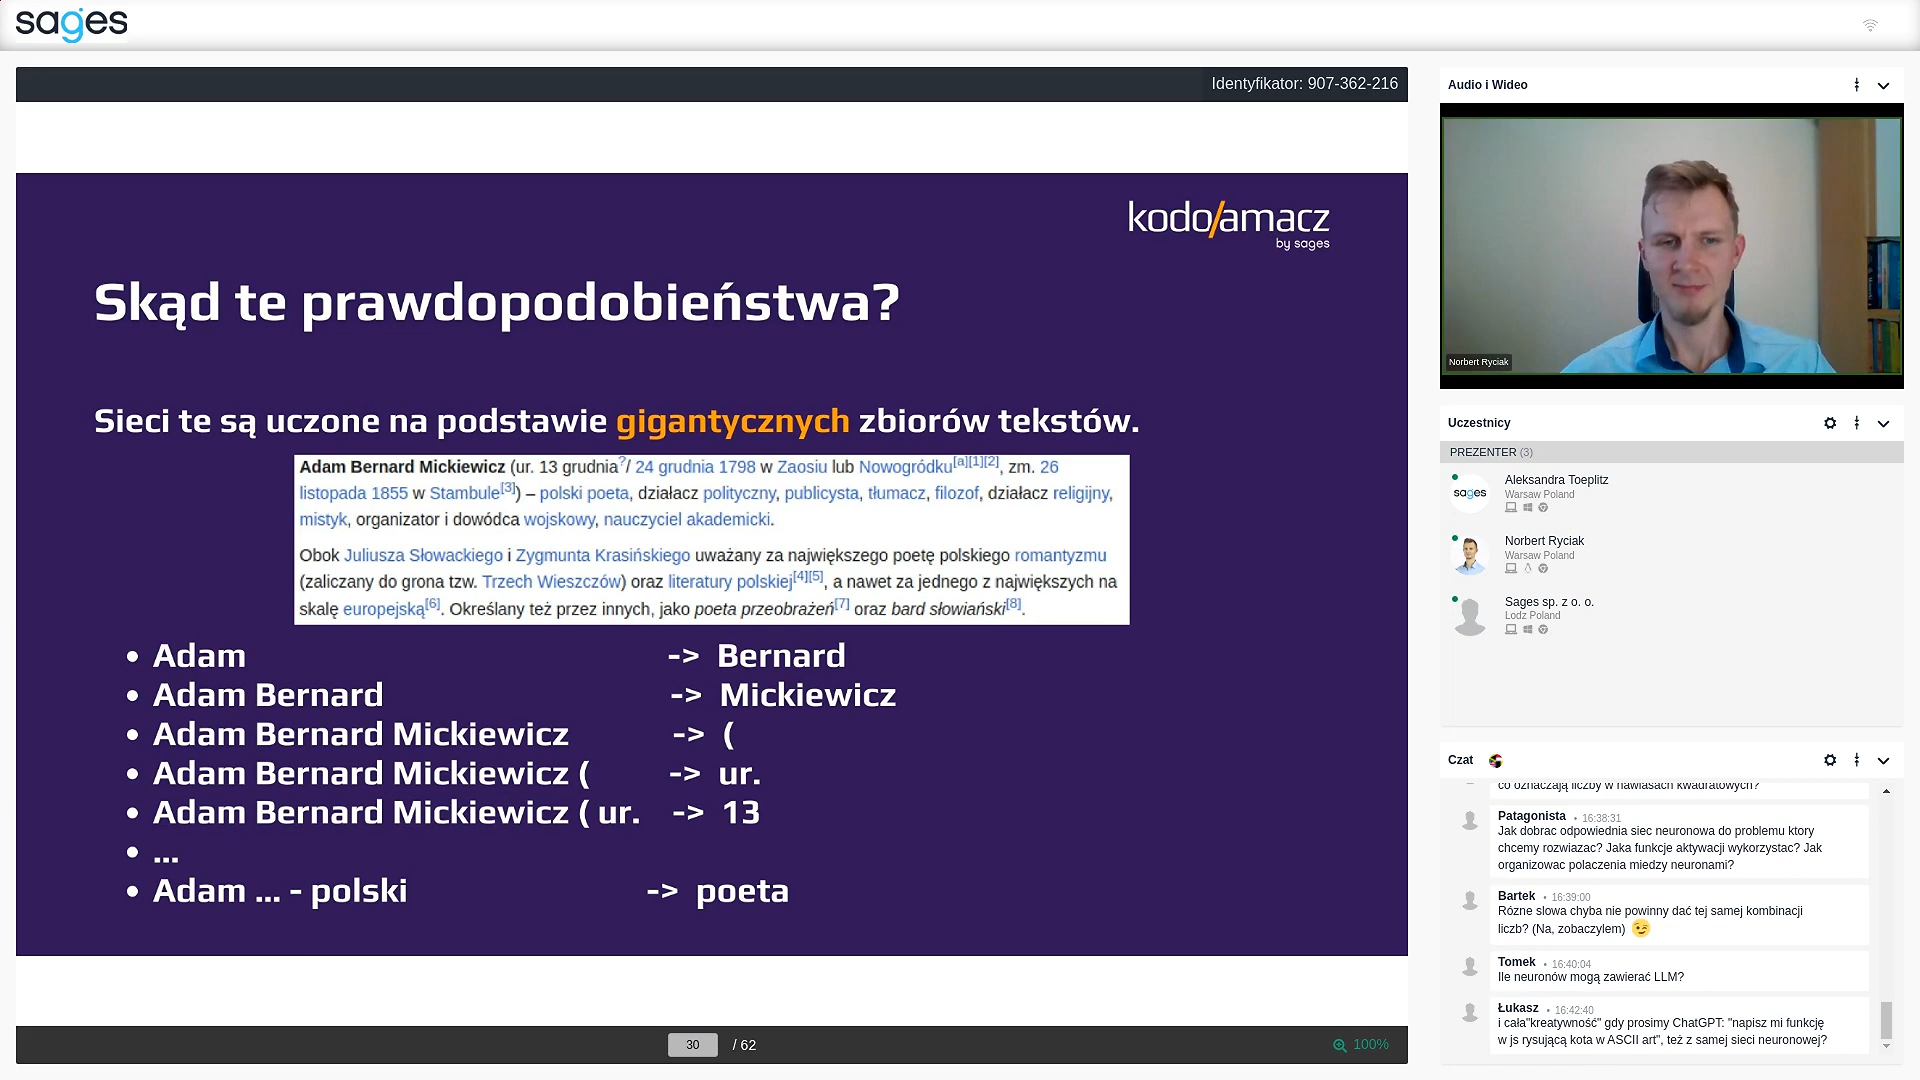 sages
Identyfikator: 907-362-216
kodo/amacz
by sages
Skąd te prawdopodobieństwa?
Sieci te są uczone na podstawie gigantycznych zbiorów tekstów.
Adam Bernard Mickiewicz (ur. 13 grudnia?/ 24 grudnia 1798 w Zaosiu lub Nowogródku[a][1][2], zm. 26
listopada 1855 w Stambule[3]) – polski poeta, działacz polityczny, publicysta, tłumacz, filozof, działacz religijny,
mistyk, organizator i dowódca wojskowy, nauczyciel akademicki.
Obok Juliusza Słowackiego i Zygmunta Krasińskiego uważany za największego poetę polskiego romantyzmu
(zaliczany do grona tzw. Trzech Wieszczów) oraz literatury polskiej[4][5], a nawet za jednego z największych na
skalę europejską[6]. Określany też przez innych, jako poeta przeobrażeń[7] oraz bard słowiański[8].
• Adam -> Bernard
• Adam Bernard -> Mickiewicz
• Adam Bernard Mickiewicz -> (
• Adam Bernard Mickiewicz ( -> ur.
• Adam Bernard Mickiewicz ( ur. -> 13
• ...
• Adam ... - polski -> poeta
30 / 62
100%
Audio i Wideo
Norbert Ryciak
Uczestnicy
PREZENTER (3)
sages
Aleksandra Toeplitz
Warsaw Poland
Norbert Ryciak
Warsaw Poland
Sages sp. z o. o.
Lodz Poland
Czat
co oznaczają liczby w nawiasach kwadratowych?
Patagonista • 16:38:31
Jak dobrac odpowiednia siec neuronowa do problemu ktory
chcemy rozwiazac? Jaka funkcje aktywacji wykorzystac? Jak
organizowac polaczenia miedzy neuronami?
Bartek • 16:39:00
Rózne slowa chyba nie powinny dać tej samej kombinacji
liczb? (Na, zobaczylem) 😉
Tomek • 16:40:04
Ile neuronów mogą zawierać LLM?
Łukasz • 16:42:40
i cała"kreatywność" gdy prosimy ChatGPT: "napisz mi funkcję
w js rysującą kota w ASCII art", też z samej sieci neuronowej?